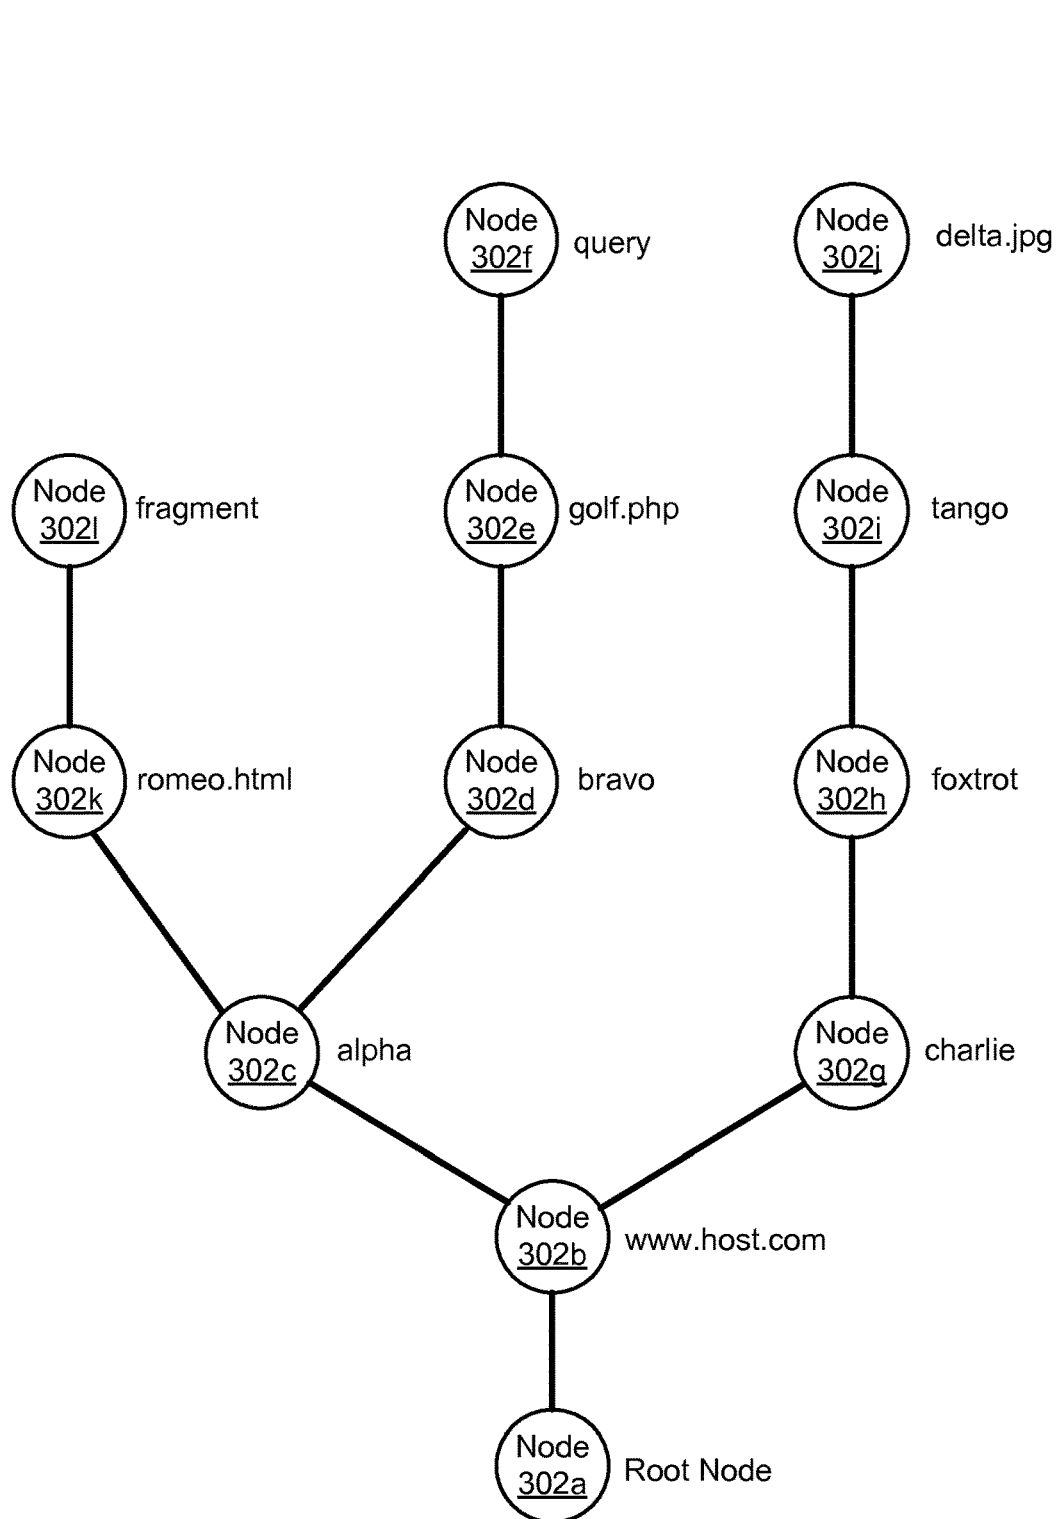 Node
302f
query
Node
302j
delta.jpg
Node
302l
fragment
Node
302e
golf.php
Node
302i
tango
Node
302k
romeo.html
Node
302d
bravo
Node
302h
foxtrot
Node
302c
alpha
Node
302g
charlie
Node
302b
www.host.com
Node
302a
Root Node